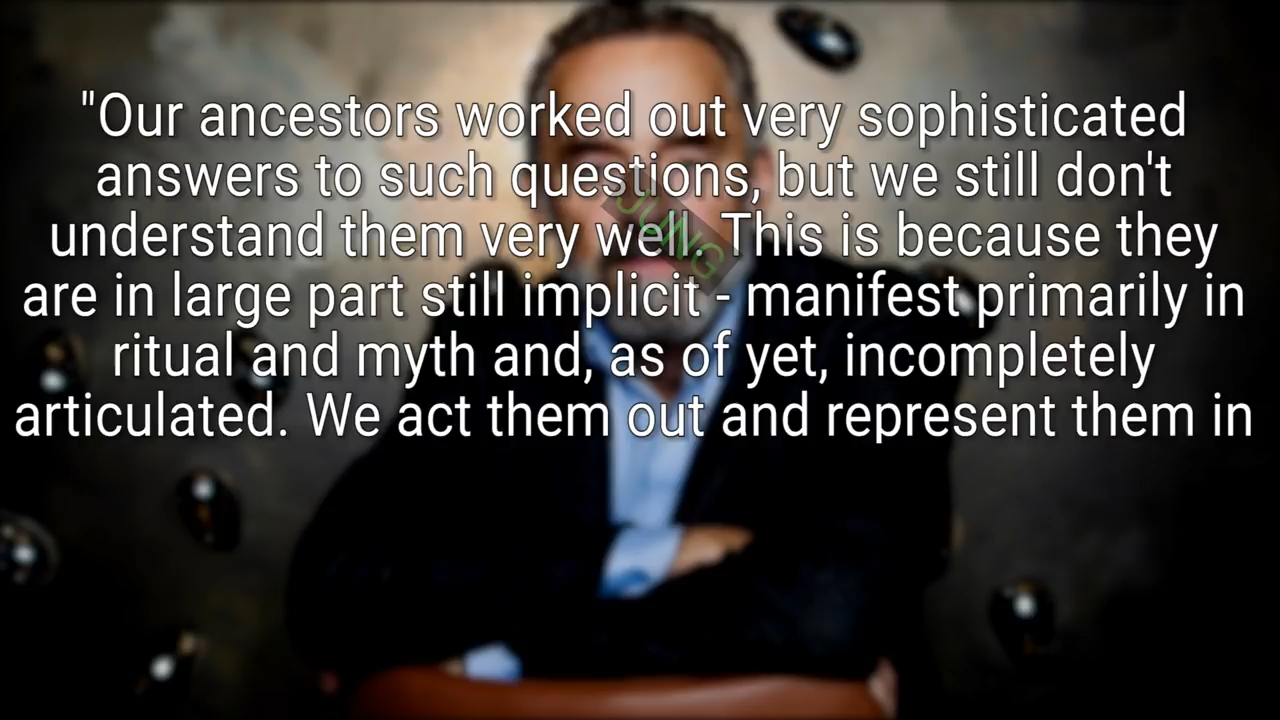 "Our ancestors worked out very sophisticated
answers to such questions, but we still don't
understand them very well. This is because they
are in large part still implicit - manifest primarily in
ritual and myth and, as of yet, incompletely
articulated. We act them out and represent them in
JUNG